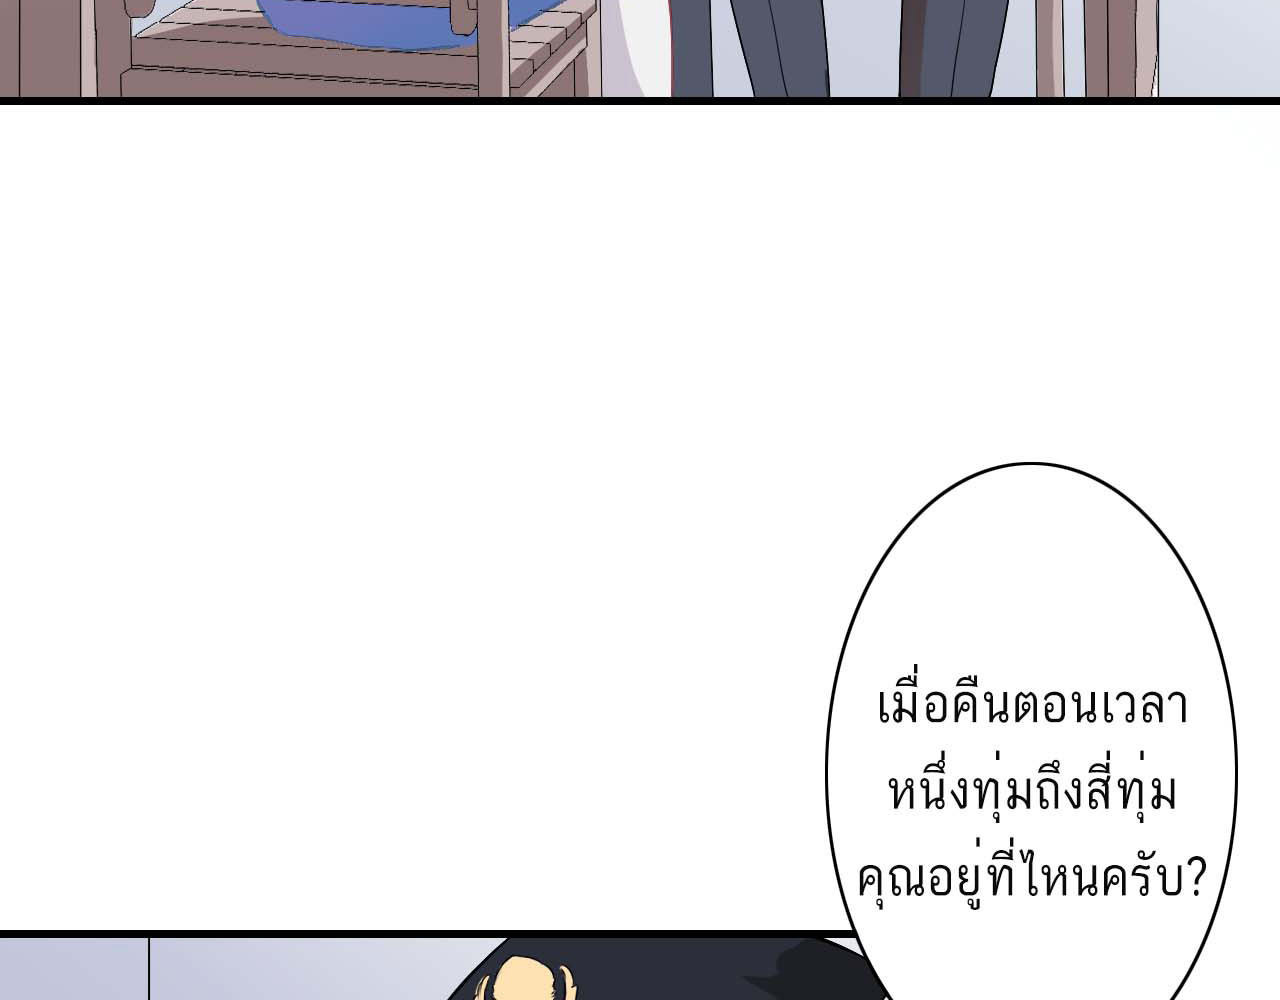 เมื่อคืนตอนเวลา
หนึ่งทุ่มถึงสี่ทุ่ม
คุณอยู่ที่ไหนครับ?